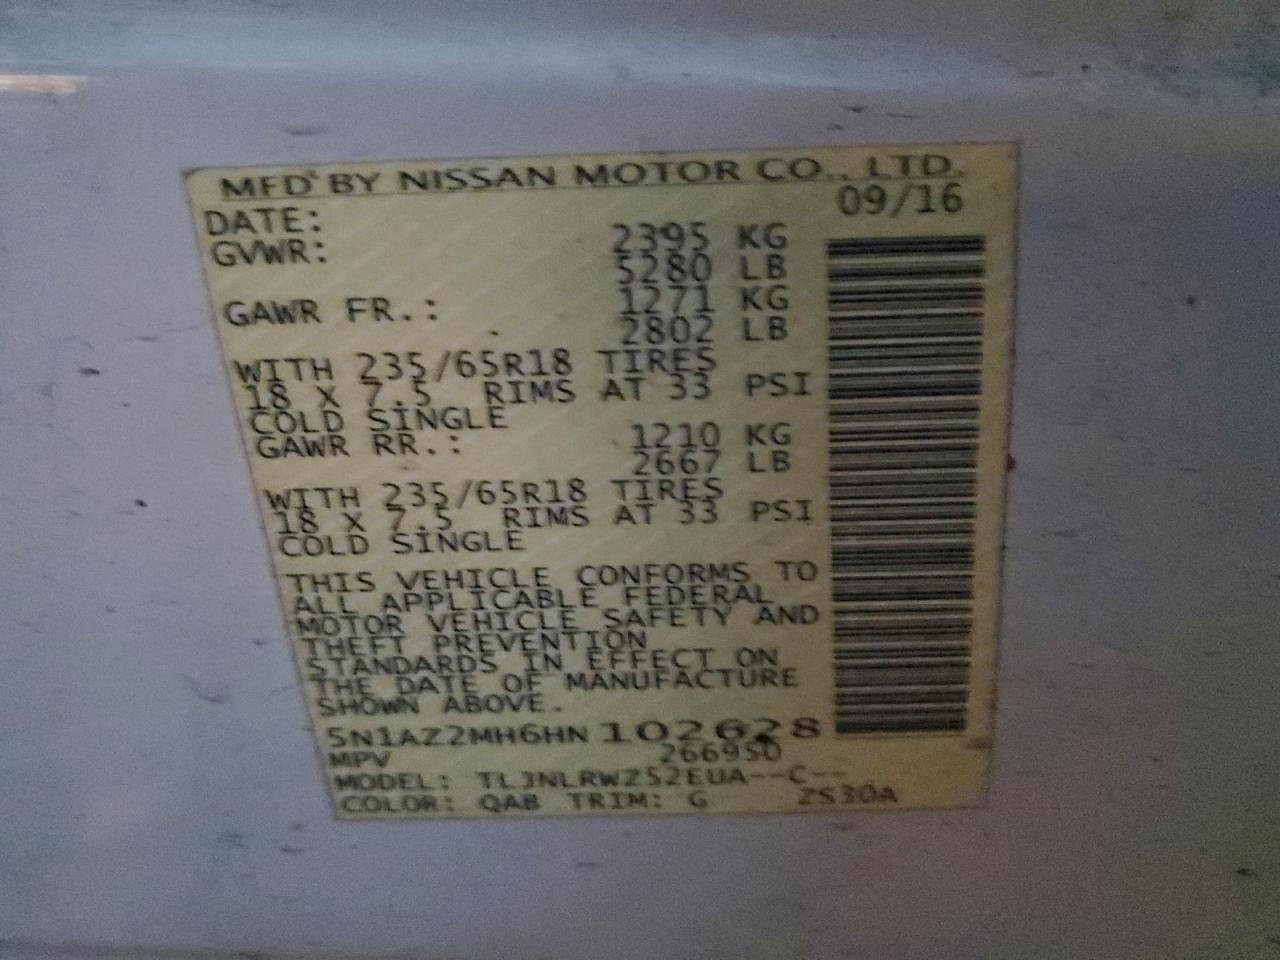 MFD BY NISSAN MOTOR CO., LTD.
DATE: 09/16
GVWR: 2395 KG
5280 LB
GAWR FR.: 1271 KG
2802 LB
WITH 235/65R18 TIRES
18 X 7.5 RIMS AT 33 PSI
COLD SINGLE
GAWR RR.: 1210 KG
2667 LB
WITH 235/65R18 TIRES
18 X 7.5 RIMS AT 33 PSI
COLD SINGLE
THIS VEHICLE CONFORMS TO
ALL APPLICABLE FEDERAL
MOTOR VEHICLE SAFETY AND
THEFT PREVENTION
STANDARDS IN EFFECT ON
THE DATE OF MANUFACTURE
SHOWN ABOVE.
5N1AZ2MH6HN102628
MPV 266950
MODEL: TLJNLRWZ52EUA--C--
COLOR: QAB TRIM: G ZS30A